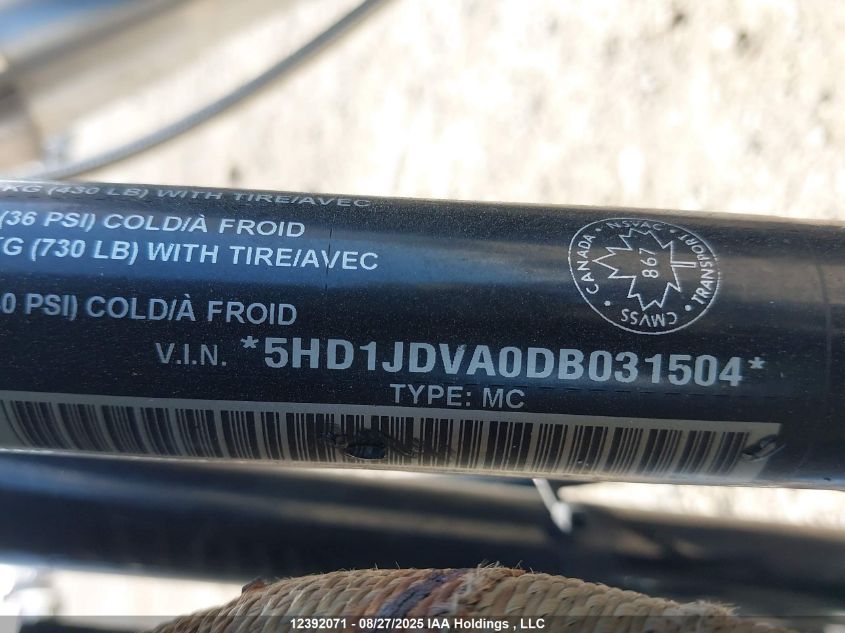 KG (430 LB) WITH TIRE/AVEC
(36 PSI) COLD/À FROID
KG (730 LB) WITH TIRE/AVEC
0 PSI) COLD/À FROID
V.I.N. *5HD1JDVA0DB031504*
TYPE: MC
CANADA · NSVAC · TRANSPORT · CMVSS ·
867
12392071 - 08/27/2025 IAA Holdings , LLC